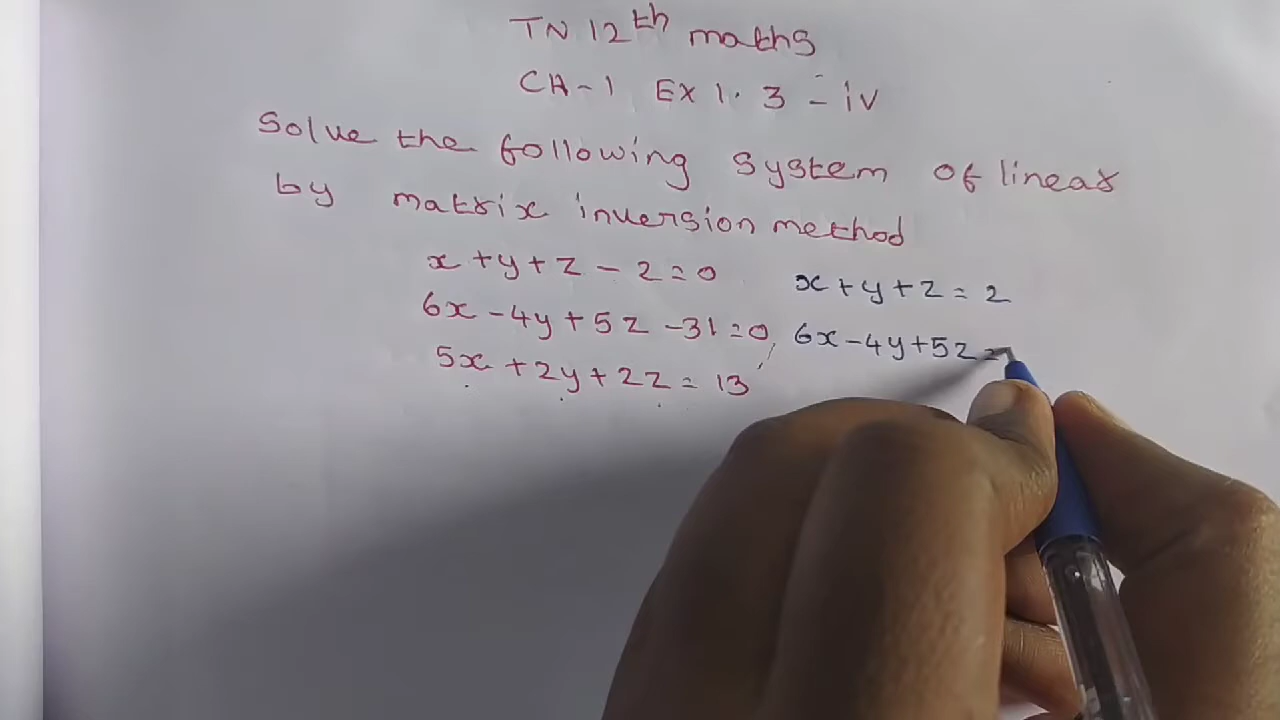 TN 12th maths
CH-1 EX 1.3 - iv
Solve the following system of linear
by matrix inversion method
x+y+z-2=0
6x-4y+5z-31=0,
5x+2y+2z=13
x+y+z=2
6x-4y+5z=